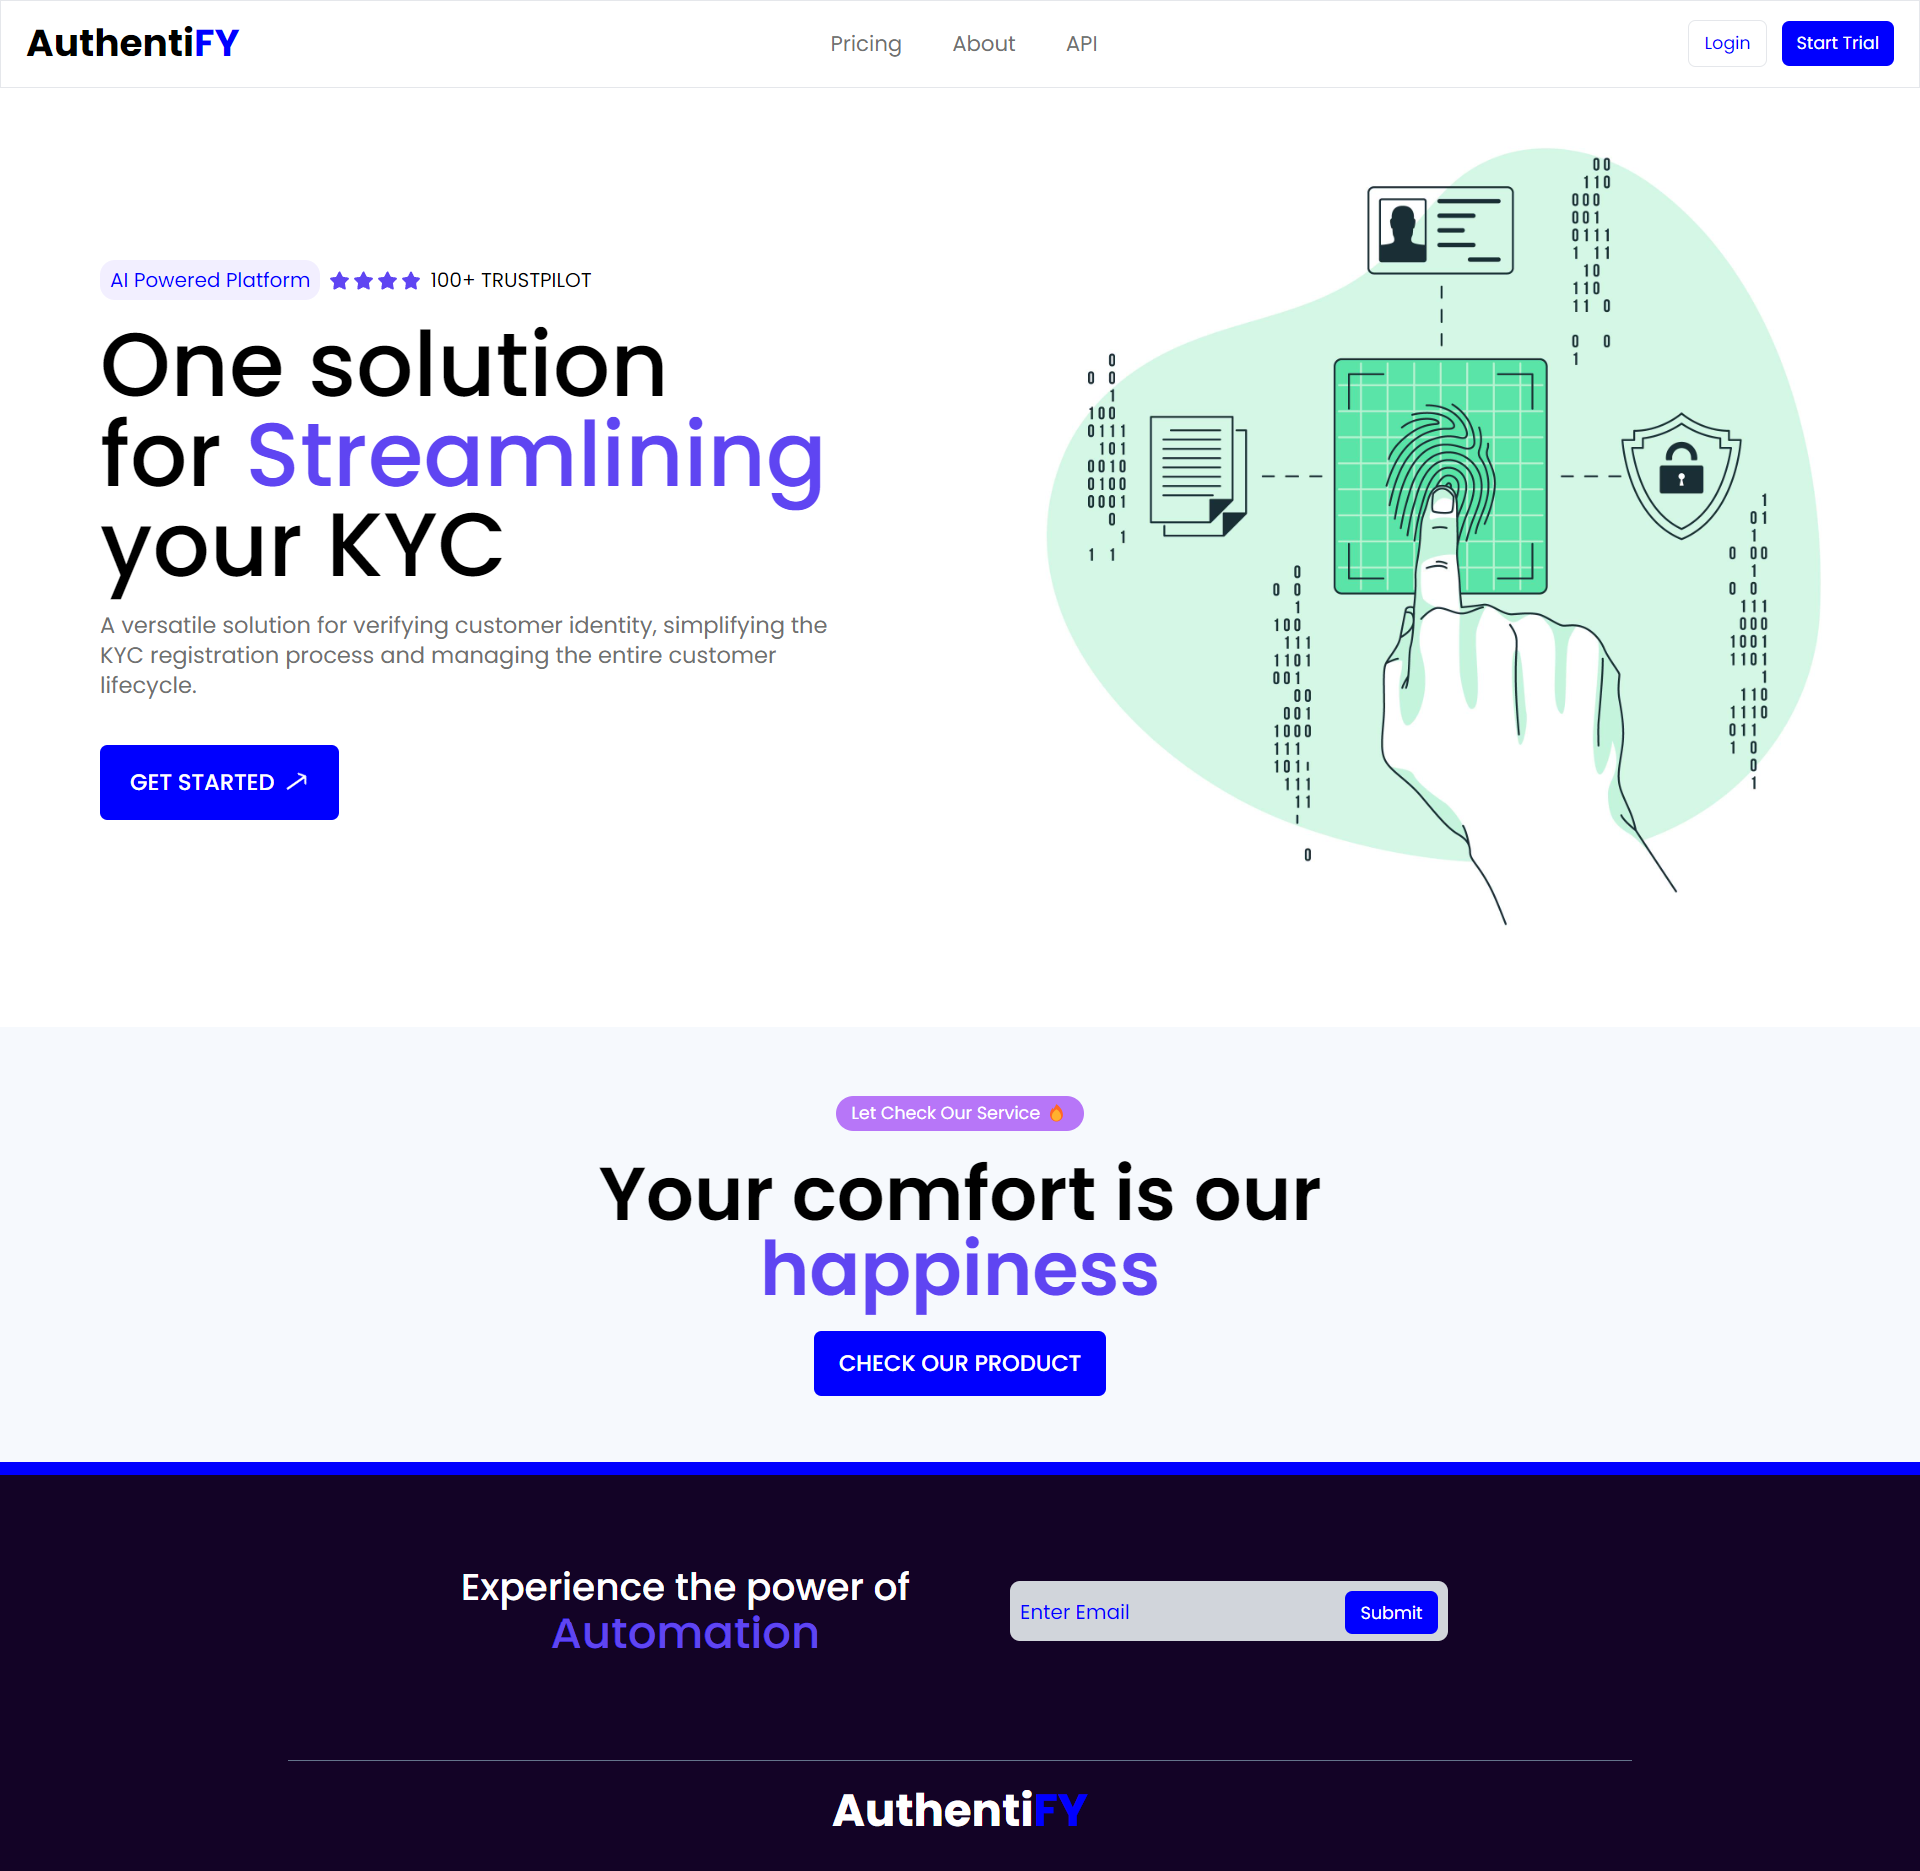 AuthentiFY
Pricing
About
API
Login
Start Trial
AI Powered Platform
100+ TRUSTPILOT
One solution
for Streamlining
your KYC
A versatile solution for verifying customer identity, simplifying the
KYC registration process and managing the entire customer
lifecycle.
GET STARTED
Let Check Our Service
Your comfort is our
happiness
CHECK OUR PRODUCT
Experience the power of
Automation
Enter Email
Submit
AuthentiFY